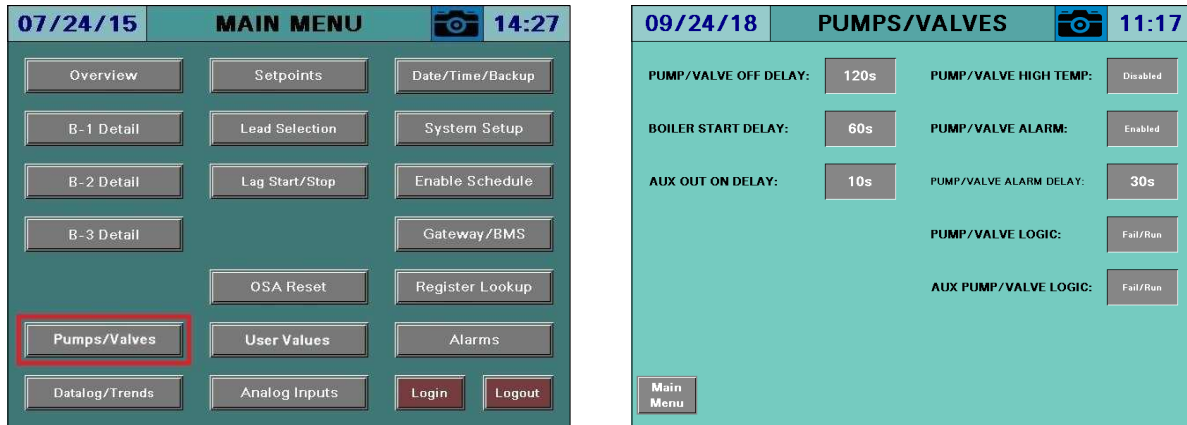 07/24/15 MAIN MENU 14:27
Overview Setpoints Date/Time/Backup
B-1 Detail Lead Selection System Setup
B-2 Detail Lag Start/Stop Enable Schedule
B-3 Detail Gateway/BMS
OSA Reset Register Lookup
Pumps/Valves User Values Alarms
Datalog/Trends Analog Inputs Login Logout
09/24/18 PUMPS/VALVES 11:17
PUMP/VALVE OFF DELAY: 120s PUMP/VALVE HIGH TEMP: Disabled
BOILER START DELAY: 60s PUMP/VALVE ALARM: Enabled
AUX OUT ON DELAY: 10s PUMP/VALVE ALARM DELAY: 30s
PUMP/VALVE LOGIC: Fail/Run
AUX PUMP/VALVE LOGIC: Fail/Run
Main
Menu